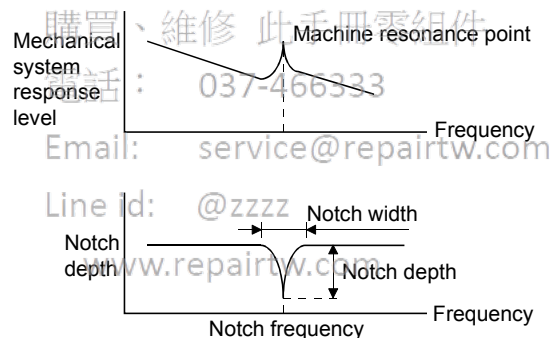 購買、維修 此手冊零組件
Mechanical
system
response
level
Machine resonance point
電話: 037-466333
Frequency
Email: service@repairtw.com
Line id: @zzzz
Notch width
Notch
depth
www.repairtw.com
Notch depth
Frequency
Notch frequency